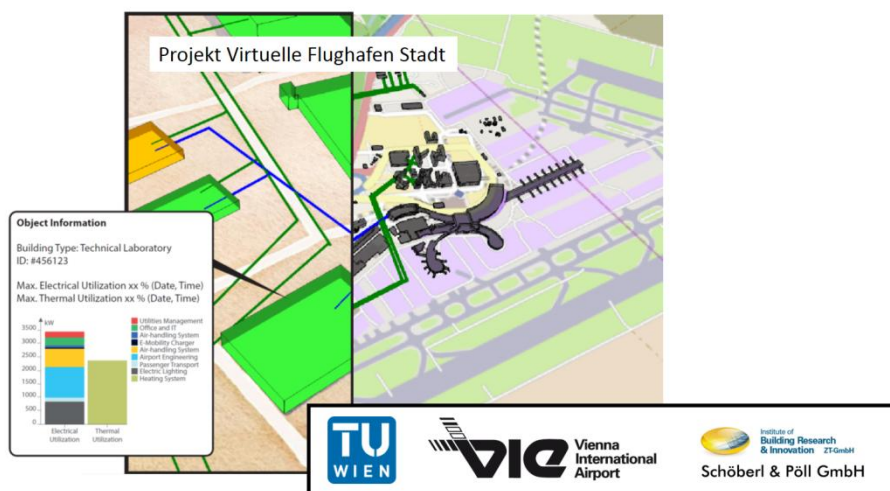 Projekt Virtuelle Flughafen Stadt
Object Information
Building Type: Technical Laboratory
ID: #456123
Max. Electrical Utilization xx % (Date, Time)
Max. Thermal Utilization xx % (Date, Time)
kW
3500
3000
2500
2000
1500
1000
500
0
Electrical
Utilization
Thermal
Utilization
Utilities Management
Office and IT
Air-handling System
E-Mobility Charger
Air-handling System
Airport Engineering
Passenger Transport
Electric Lighting
Heating System
TU
WIEN
VIE
Vienna
International
Airport
Institute of
Building Research
& Innovation ZT-GmbH
Schöberl & Pöll GmbH